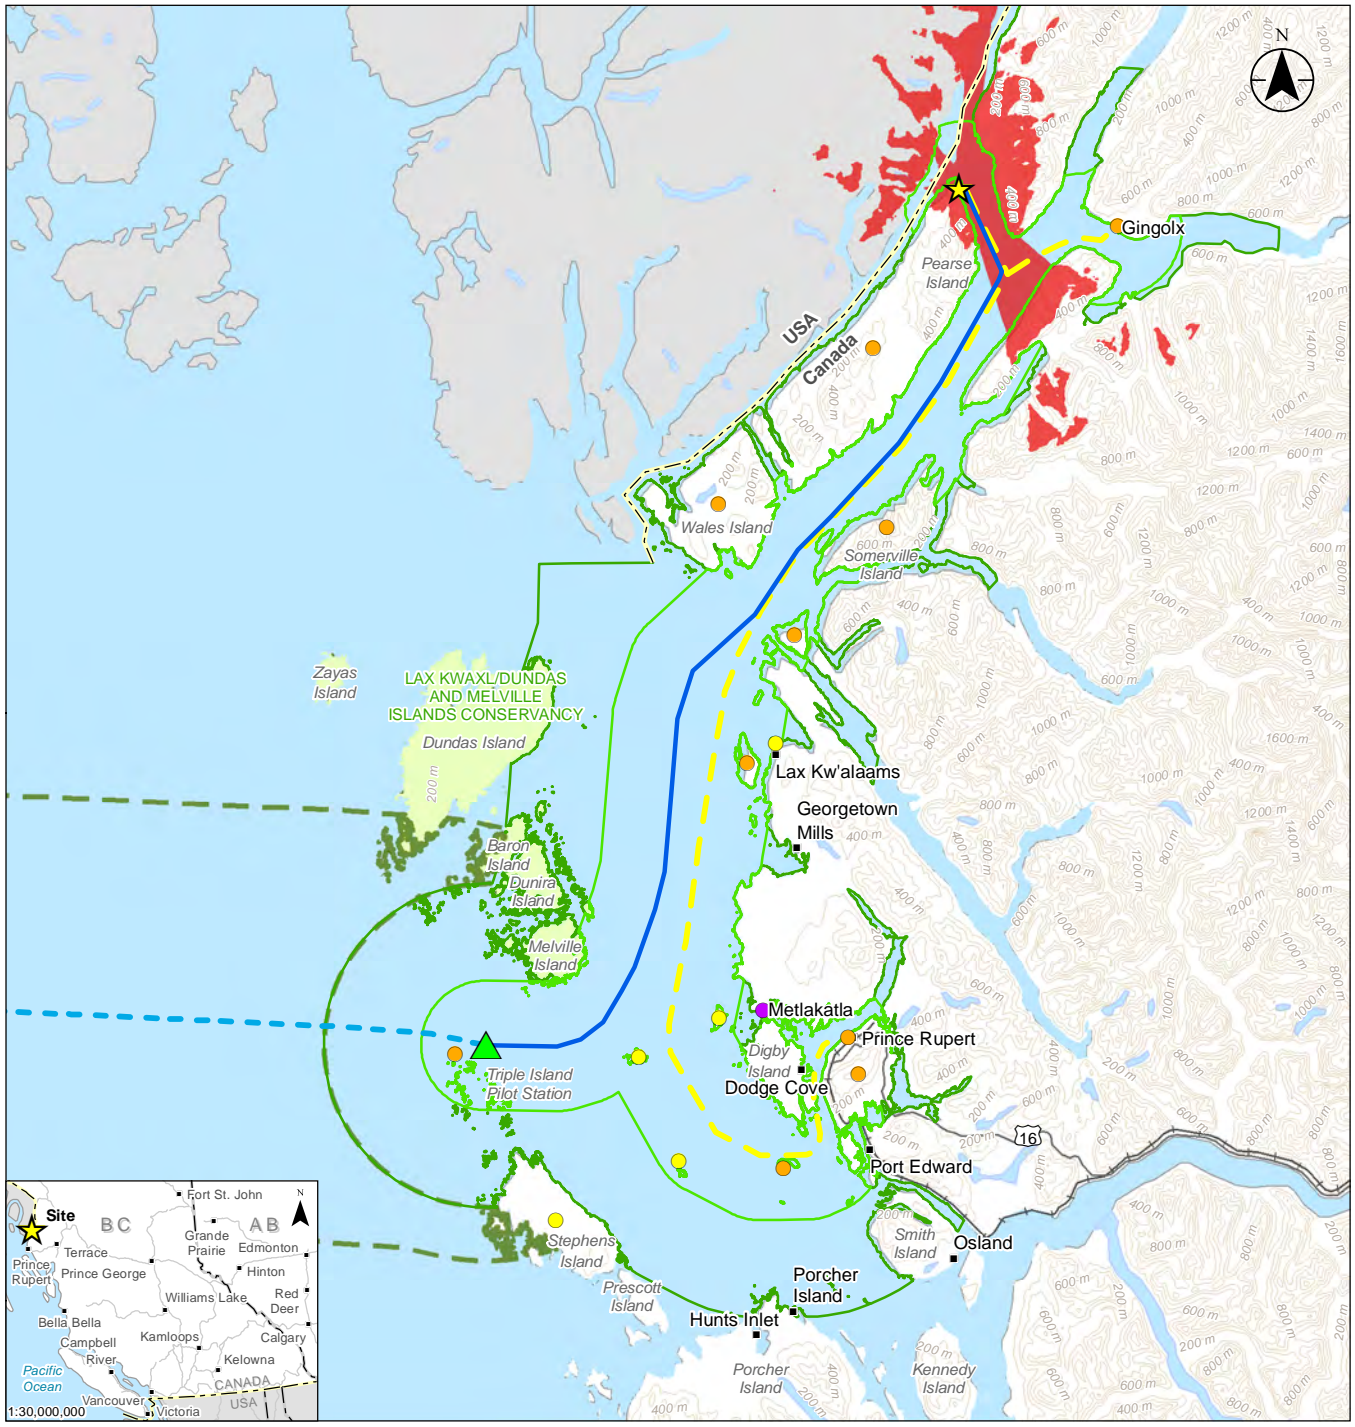 N
Gingolx
Pearse
Island
USA
Canada
Wales Island
Somerville
Island
Zayas
Island
LAX KWAXL/DUNDAS
AND MELVILLE
ISLANDS CONSERVANCY
Dundas Island
200 m
Lax Kw'alaams
Georgetown
Mills
Baron
Island
Dunira
Island
Melville
Island
Metlakatla
Prince Rupert
Digby
Island
Dodge Cove
Triple Island
Pilot Station
16
Port Edward
Smith
Island
Osland
Stephens
Island
Prescott
Island
Porcher
Island
Hunts Inlet
Porcher
Island
Kennedy
Island
Site
N
Fort St. John
BC
AB
Grande
Prairie
Edmonton
Terrace
Prince
Rupert
Prince George
Hinton
Williams Lake
Red
Deer
Bella Bella
Campbell
River
Kamloops
Calgary
Kelowna
Pacific
Ocean
CANADA
USA
Vancouver
Victoria
1:30,000,000
200 m
400 m
600 m
800 m
1000 m
1200 m
1400 m
1600 m